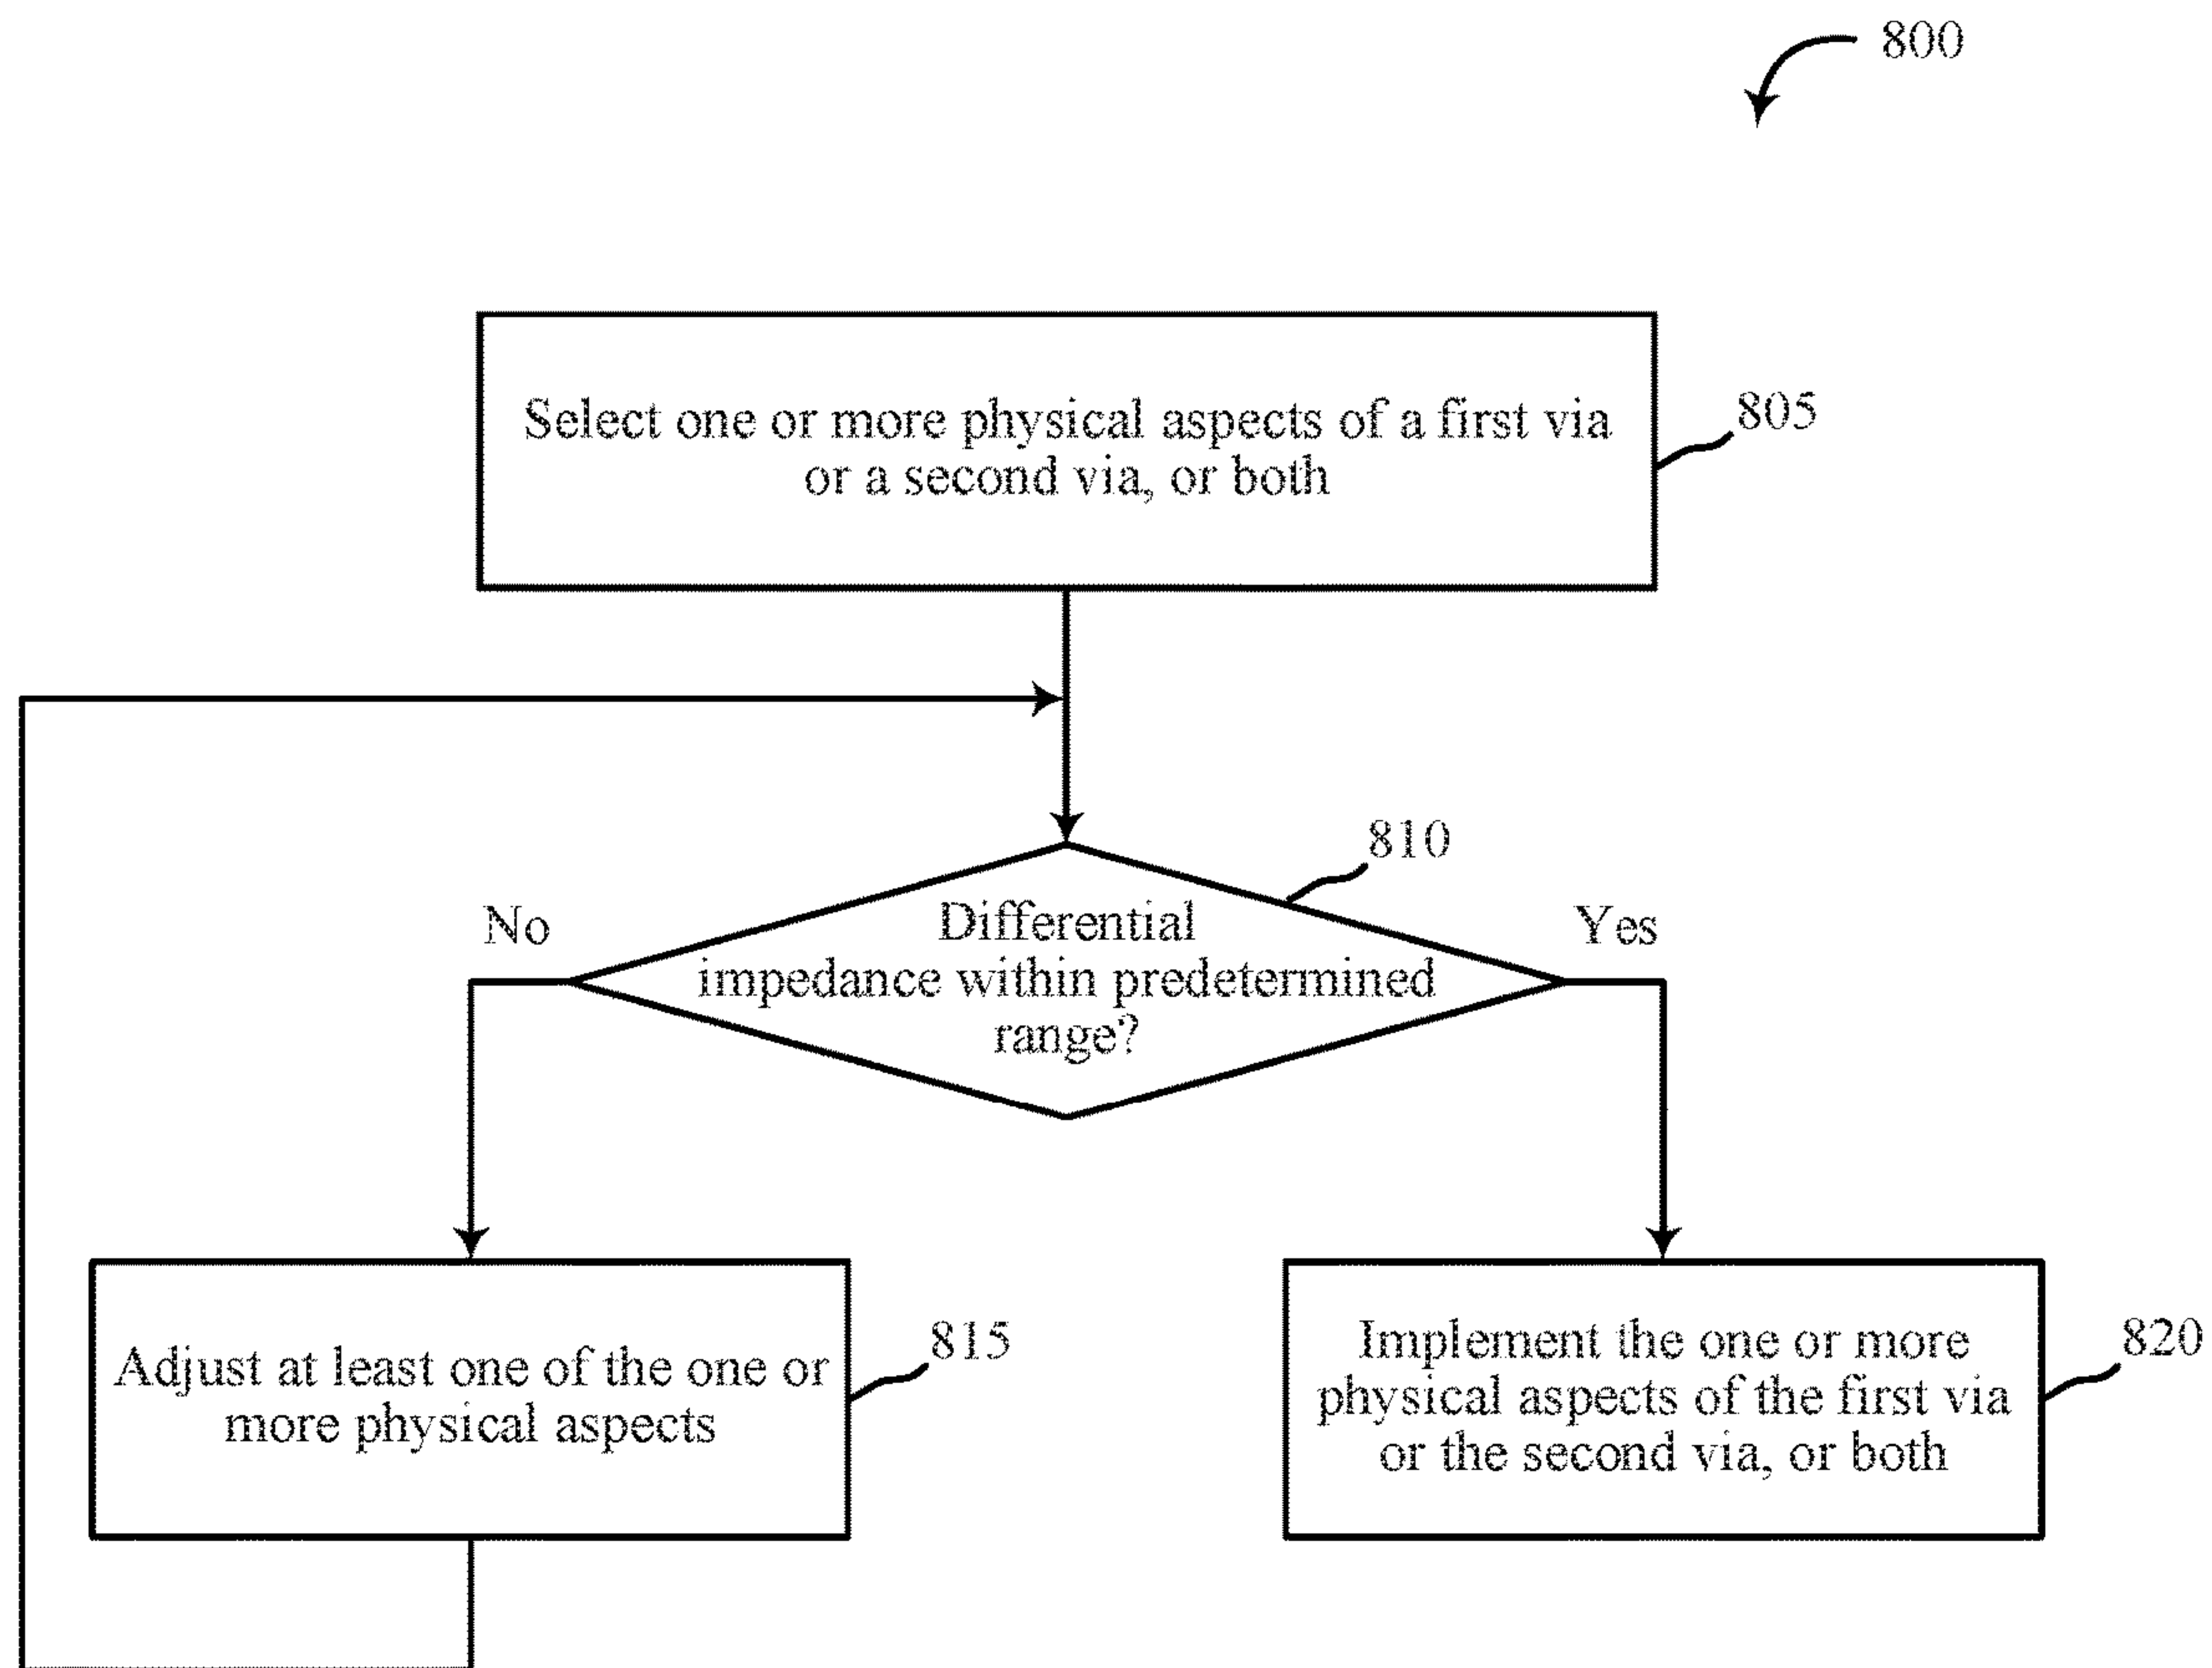 800
Select one or more physical aspects of a first via
or a second via, or both
805
810
No
Yes
Differential
impedance within predetermined
range?
Adjust at least one of the one or
more physical aspects
815
Implement the one or more
physical aspects of the first via
or the second via, or both
820